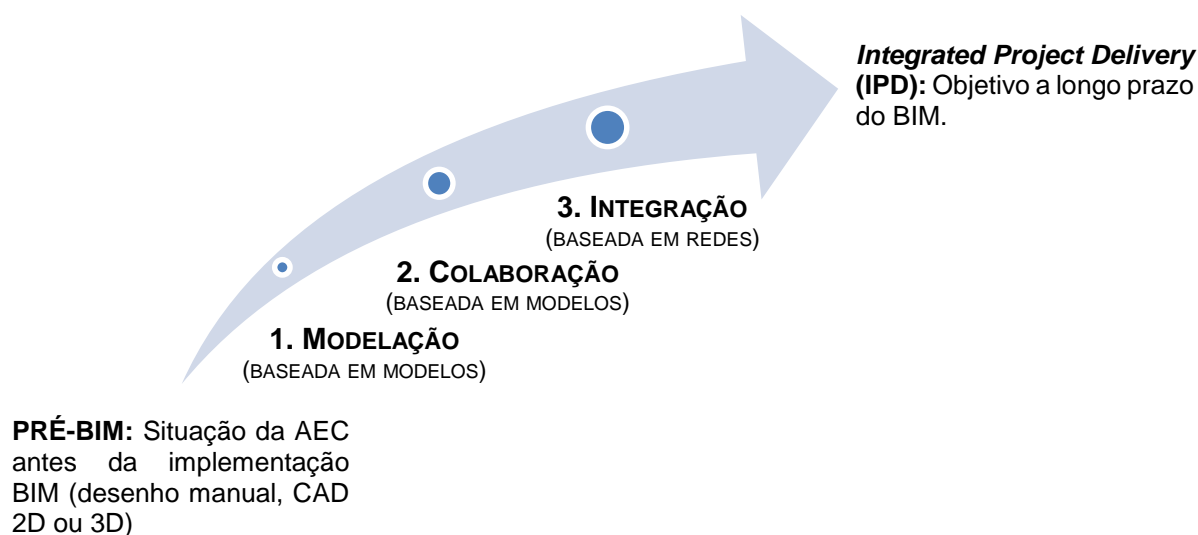 Integrated Project Delivery
(IPD): Objetivo a longo prazo
do BIM.
3. INTEGRAÇÃO
(BASEADA EM REDES)
2. COLABORAÇÃO
(BASEADA EM MODELOS)
1. MODELAÇÃO
(BASEADA EM MODELOS)
PRÉ-BIM: Situação da AEC
antes da implementação
BIM (desenho manual, CAD
2D ou 3D)